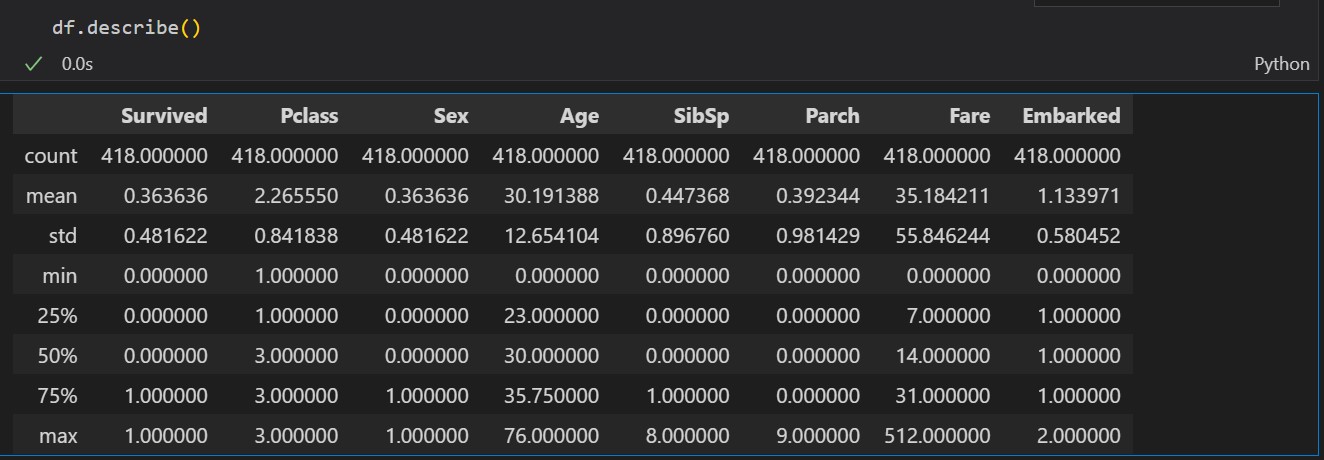 df.describe()
0.0s Python
Survived Pclass Sex Age SibSp Parch Fare Embarked
count 418.000000 418.000000 418.000000 418.000000 418.000000 418.000000 418.000000 418.000000
mean 0.363636 2.265550 0.363636 30.191388 0.447368 0.392344 35.184211 1.133971
std 0.481622 0.841838 0.481622 12.654104 0.896760 0.981429 55.846244 0.580452
min 0.000000 1.000000 0.000000 0.000000 0.000000 0.000000 0.000000 0.000000
25% 0.000000 1.000000 0.000000 23.000000 0.000000 0.000000 7.000000 1.000000
50% 0.000000 3.000000 0.000000 30.000000 0.000000 0.000000 14.000000 1.000000
75% 1.000000 3.000000 1.000000 35.750000 1.000000 0.000000 31.000000 1.000000
max 1.000000 3.000000 1.000000 76.000000 8.000000 9.000000 512.000000 2.000000